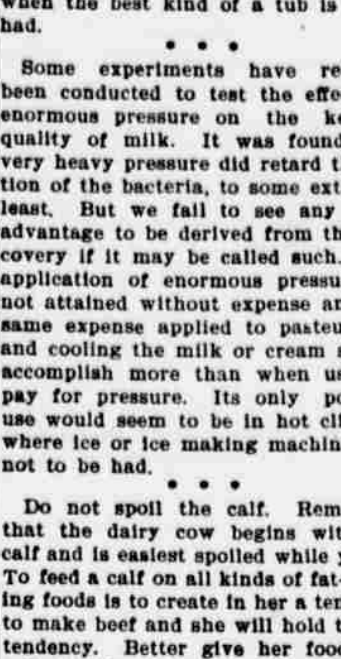 when the best kind of a tub is
had.
• • •
Some experiments have re
been conducted to test the effe
enormous pressure on the ke
quality of milk. It was found
very heavy pressure did retard t
tion of the bacteria, to some ext
least. But we fail to see any
advantage to be derived from th
covery if it may be called such.
application of enormous pressu
not attained without expense an
same expense applied to pasteu
and cooling the milk or cream s
accomplish more than when us
pay for pressure. Its only po
use would seem to be in hot cli
where ice or ice making machin
not to be had.
• • •
Do not spoil the calf. Rem
that the dairy cow begins wit
calf and is easiest spoiled while y
To feed a calf on all kinds of fat-
ing foods is to create in her a ten
to make beef and she will hold t
tendency. Better give her food